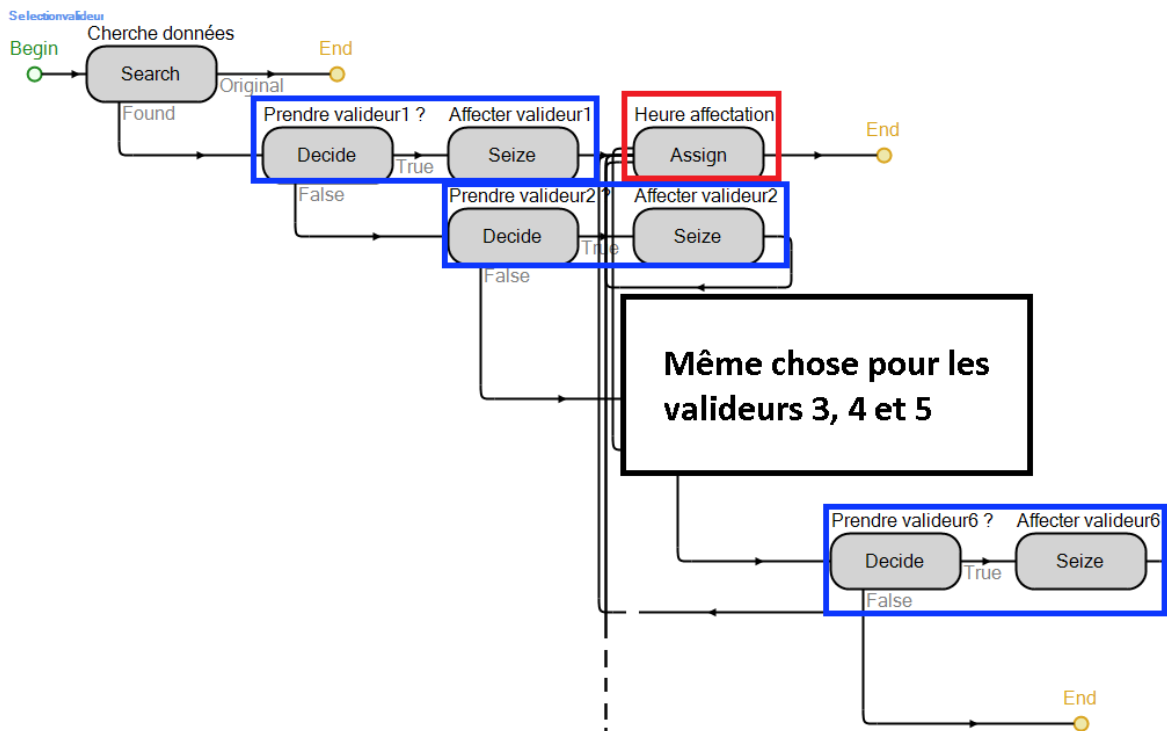 Selectionvalideur
Cherche données
Begin
End
Search
Original
Found
Prendre valideur1 ?
Affecter valideur1
Heure affectation
End
Decide
True
Seize
Assign
False
Prendre valideur2 ?
Affecter valideur2
Decide
True
Seize
False
Même chose pour les
valideurs 3, 4 et 5
Prendre valideur6 ?
Affecter valideur6
Decide
True
Seize
False
End